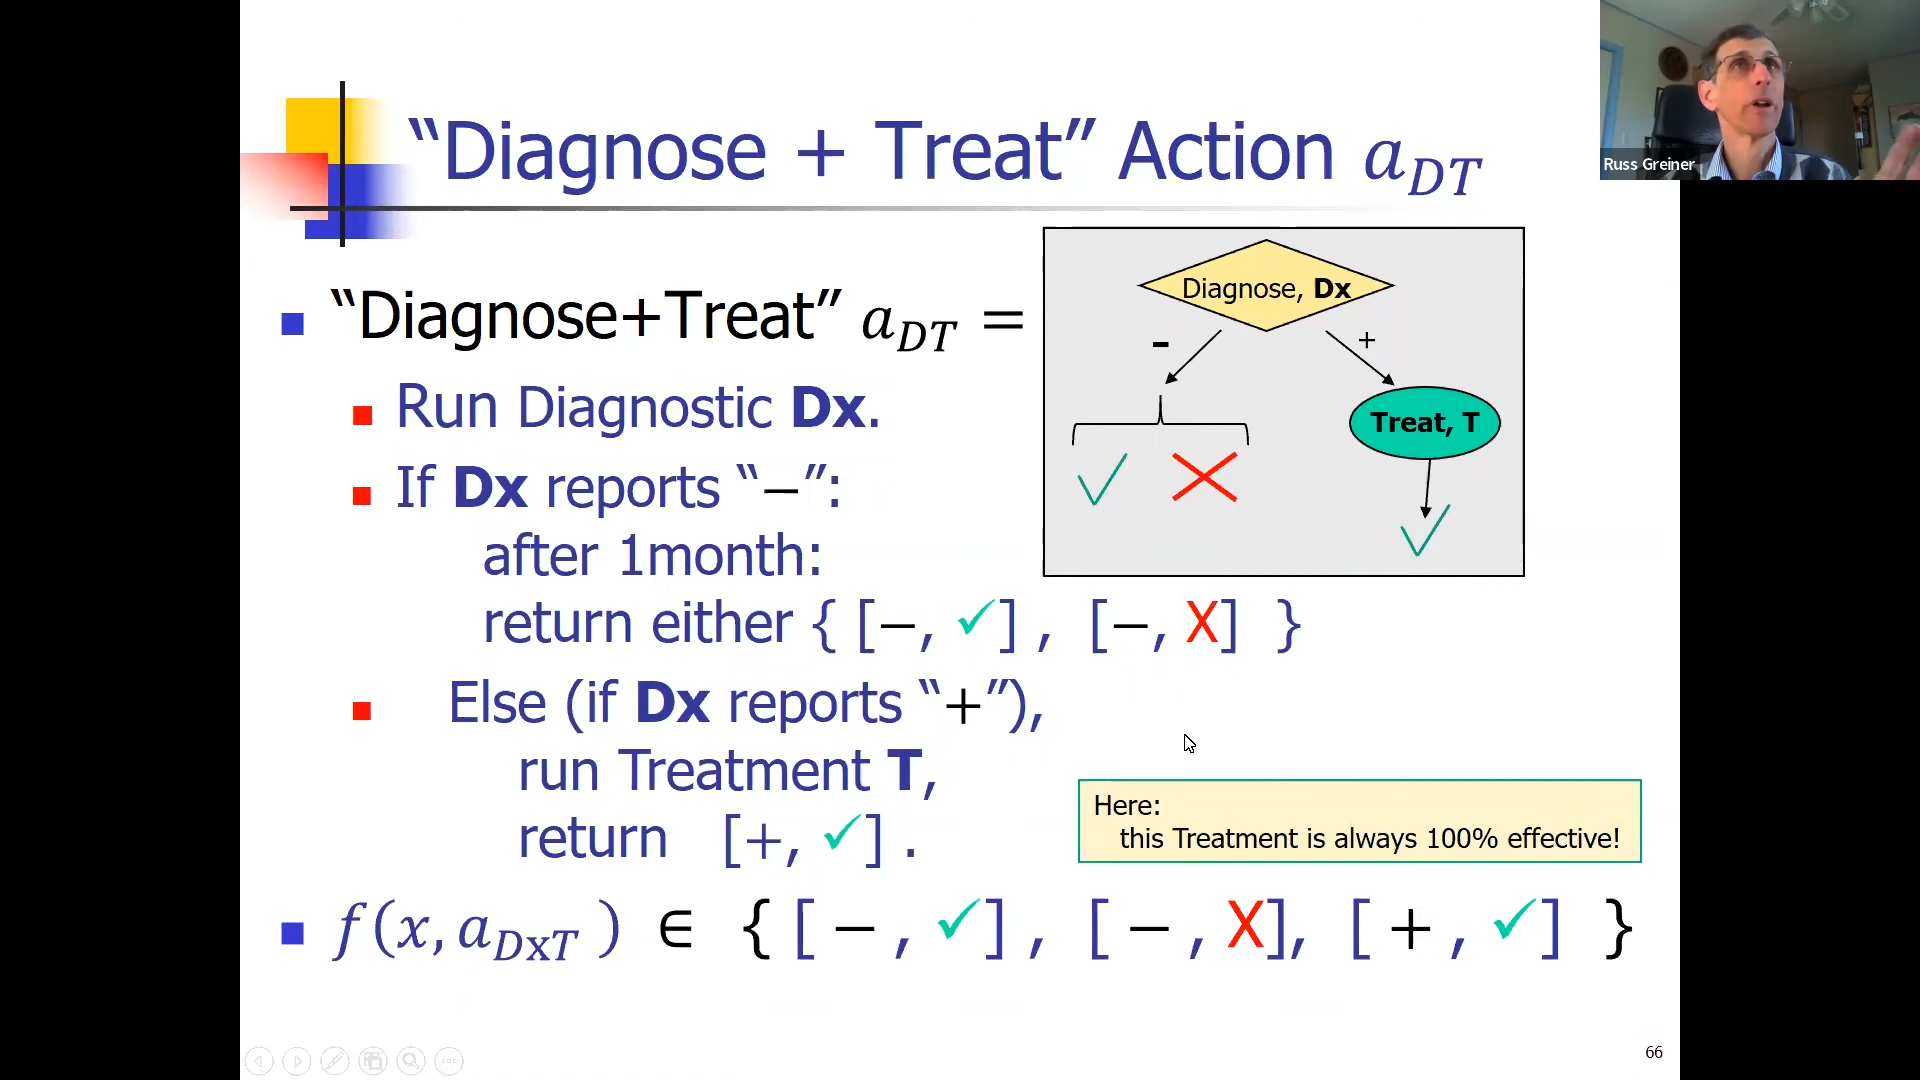 “Diagnose + Treat” Action a_DT
Russ Greiner
“Diagnose+Treat” a_DT =
Diagnose, Dx
-
+
Treat, T
✓ ✗
✓
Run Diagnostic Dx.
If Dx reports “−”:
after 1month:
return either { [−, ✓] , [−, X] }
Else (if Dx reports “+”),
run Treatment T,
return [+, ✓] .
Here:
this Treatment is always 100% effective!
f(x, a_DxT ) ∈ { [ − , ✓] , [ − , X], [ + , ✓] }
66